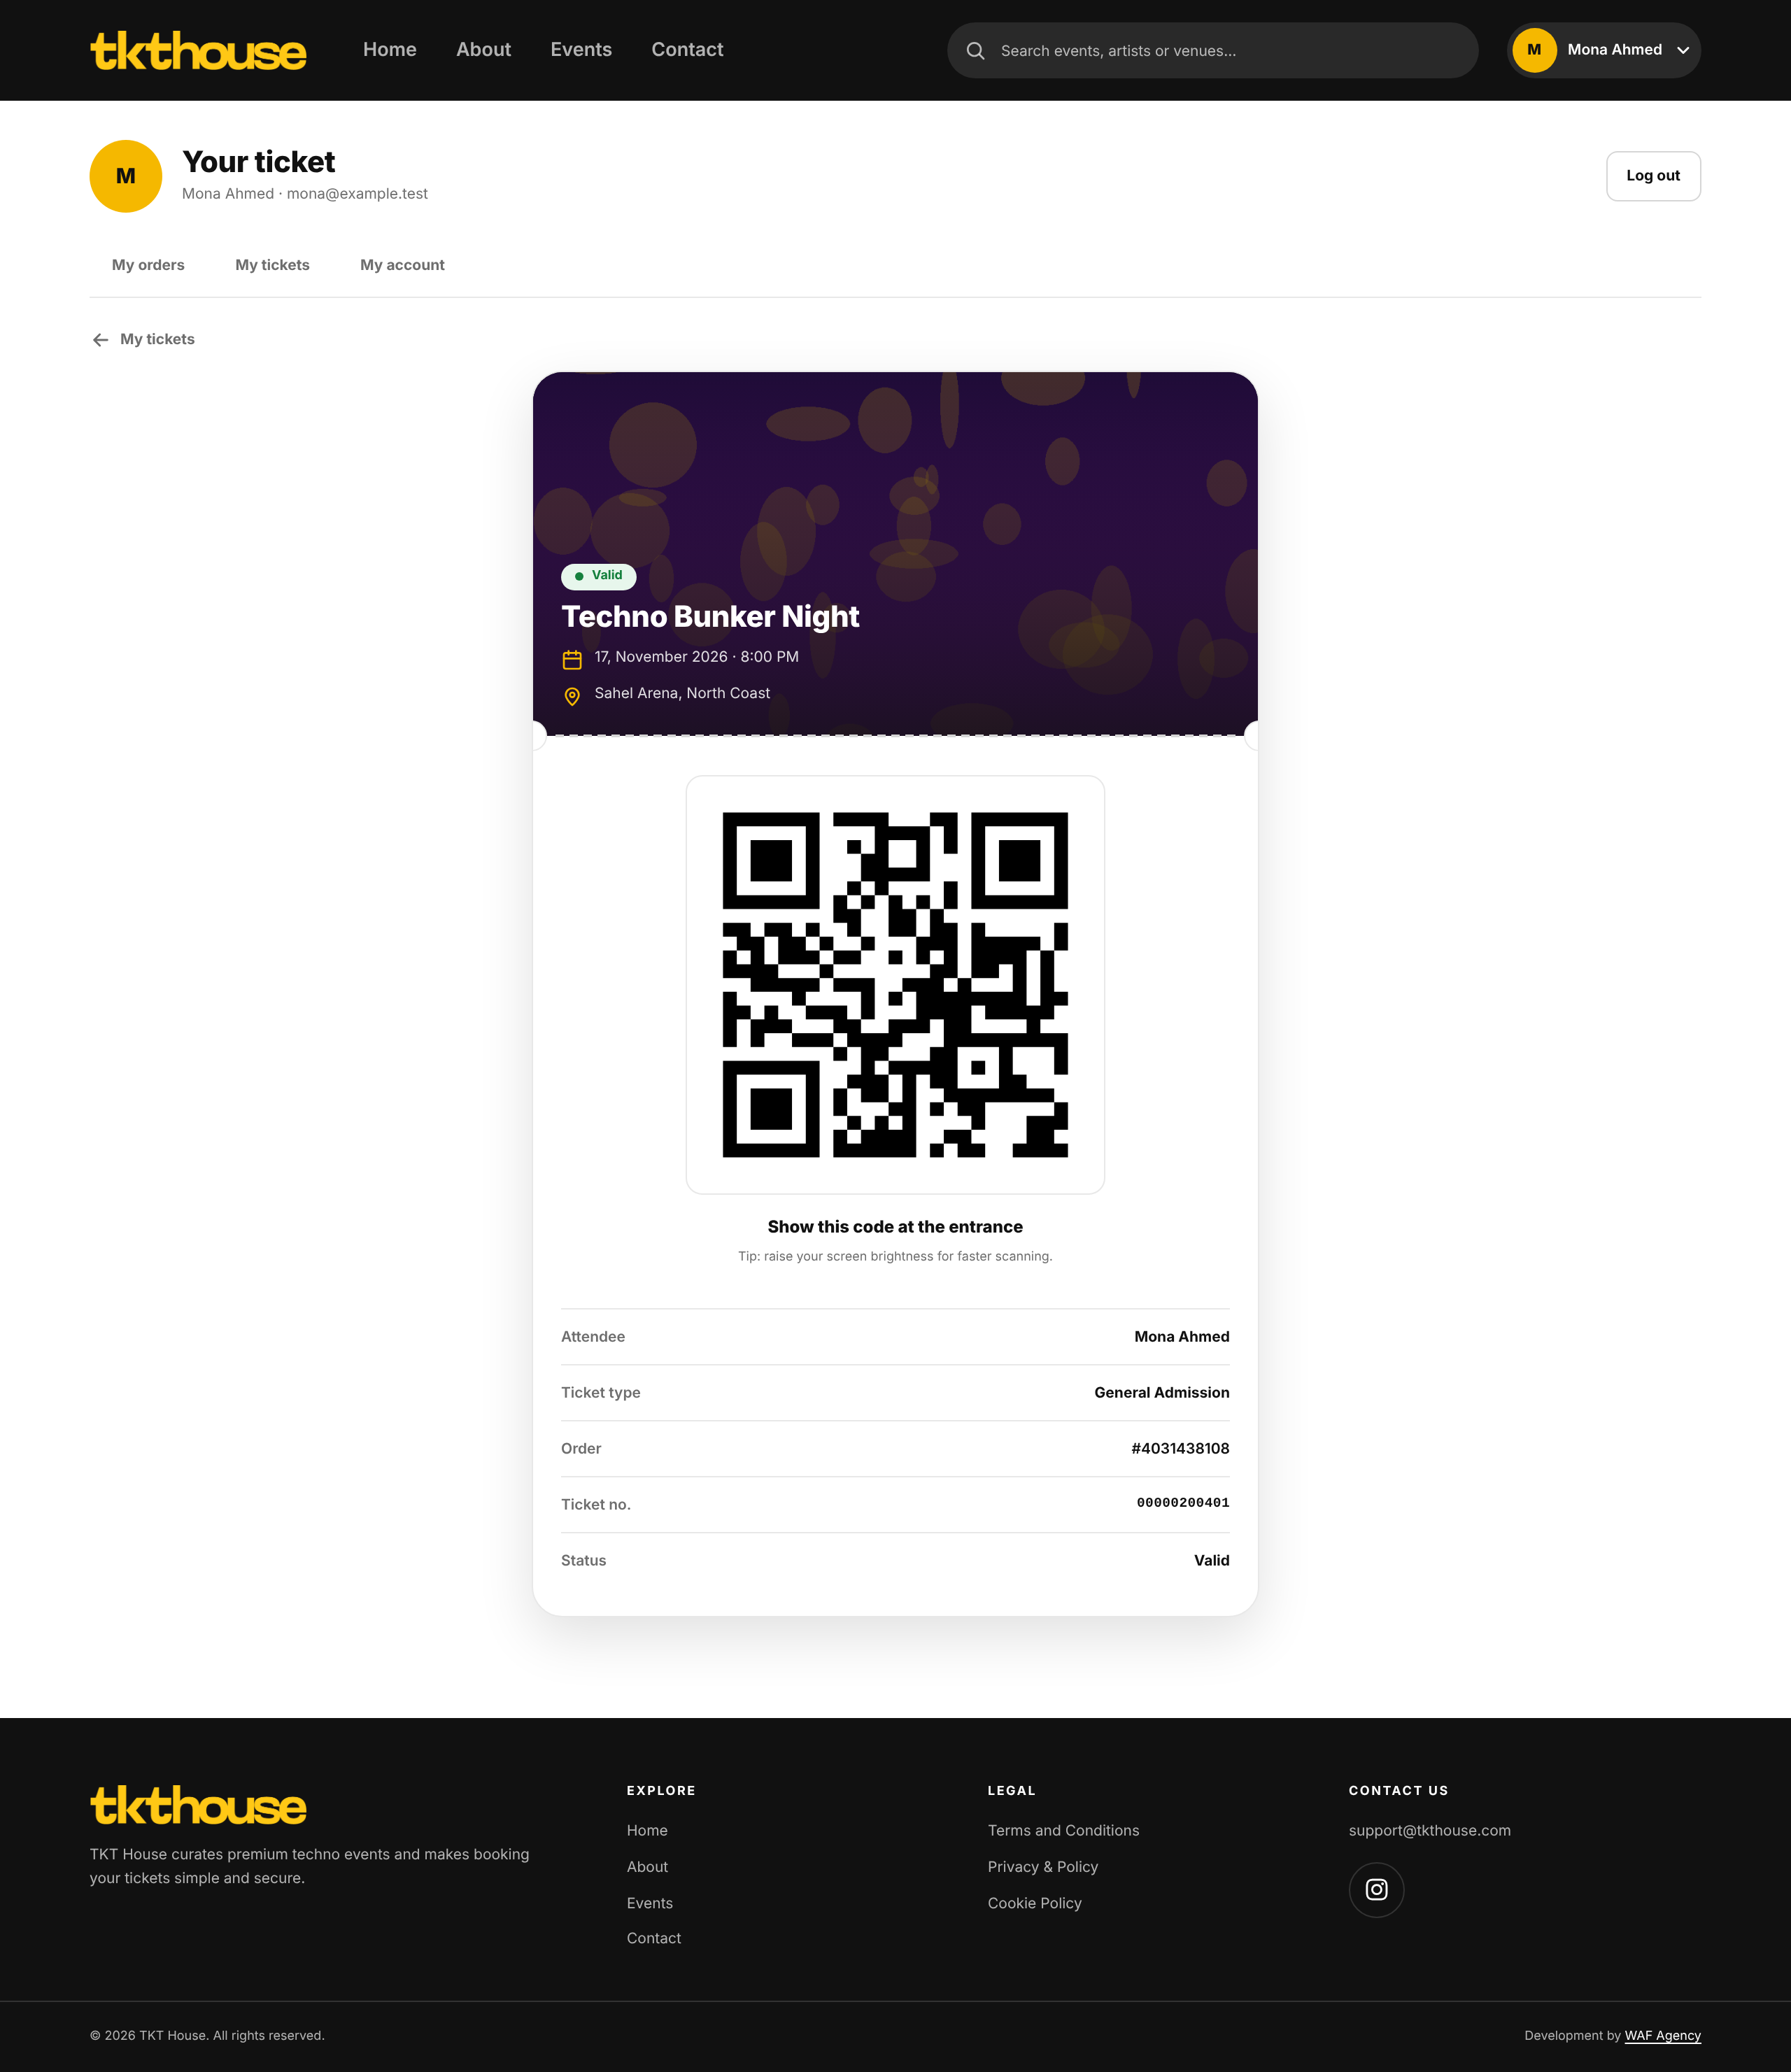 tkthouse
Home About Events Contact
Search events, artists or venues...
M Mona Ahmed
M
Your ticket
Mona Ahmed · mona@example.test
Log out
My orders My tickets My account
My tickets
Valid
Techno Bunker Night
17, November 2026 · 8:00 PM
Sahel Arena, North Coast
Show this code at the entrance
Tip: raise your screen brightness for faster scanning.
Attendee Mona Ahmed
Ticket type General Admission
Order #4031438108
Ticket no. 00000200401
Status Valid
tkthouse
TKT House curates premium techno events and makes booking
your tickets simple and secure.
EXPLORE
Home
About
Events
Contact
LEGAL
Terms and Conditions
Privacy & Policy
Cookie Policy
CONTACT US
support@tkthouse.com
© 2026 TKT House. All rights reserved.
Development by WAF Agency